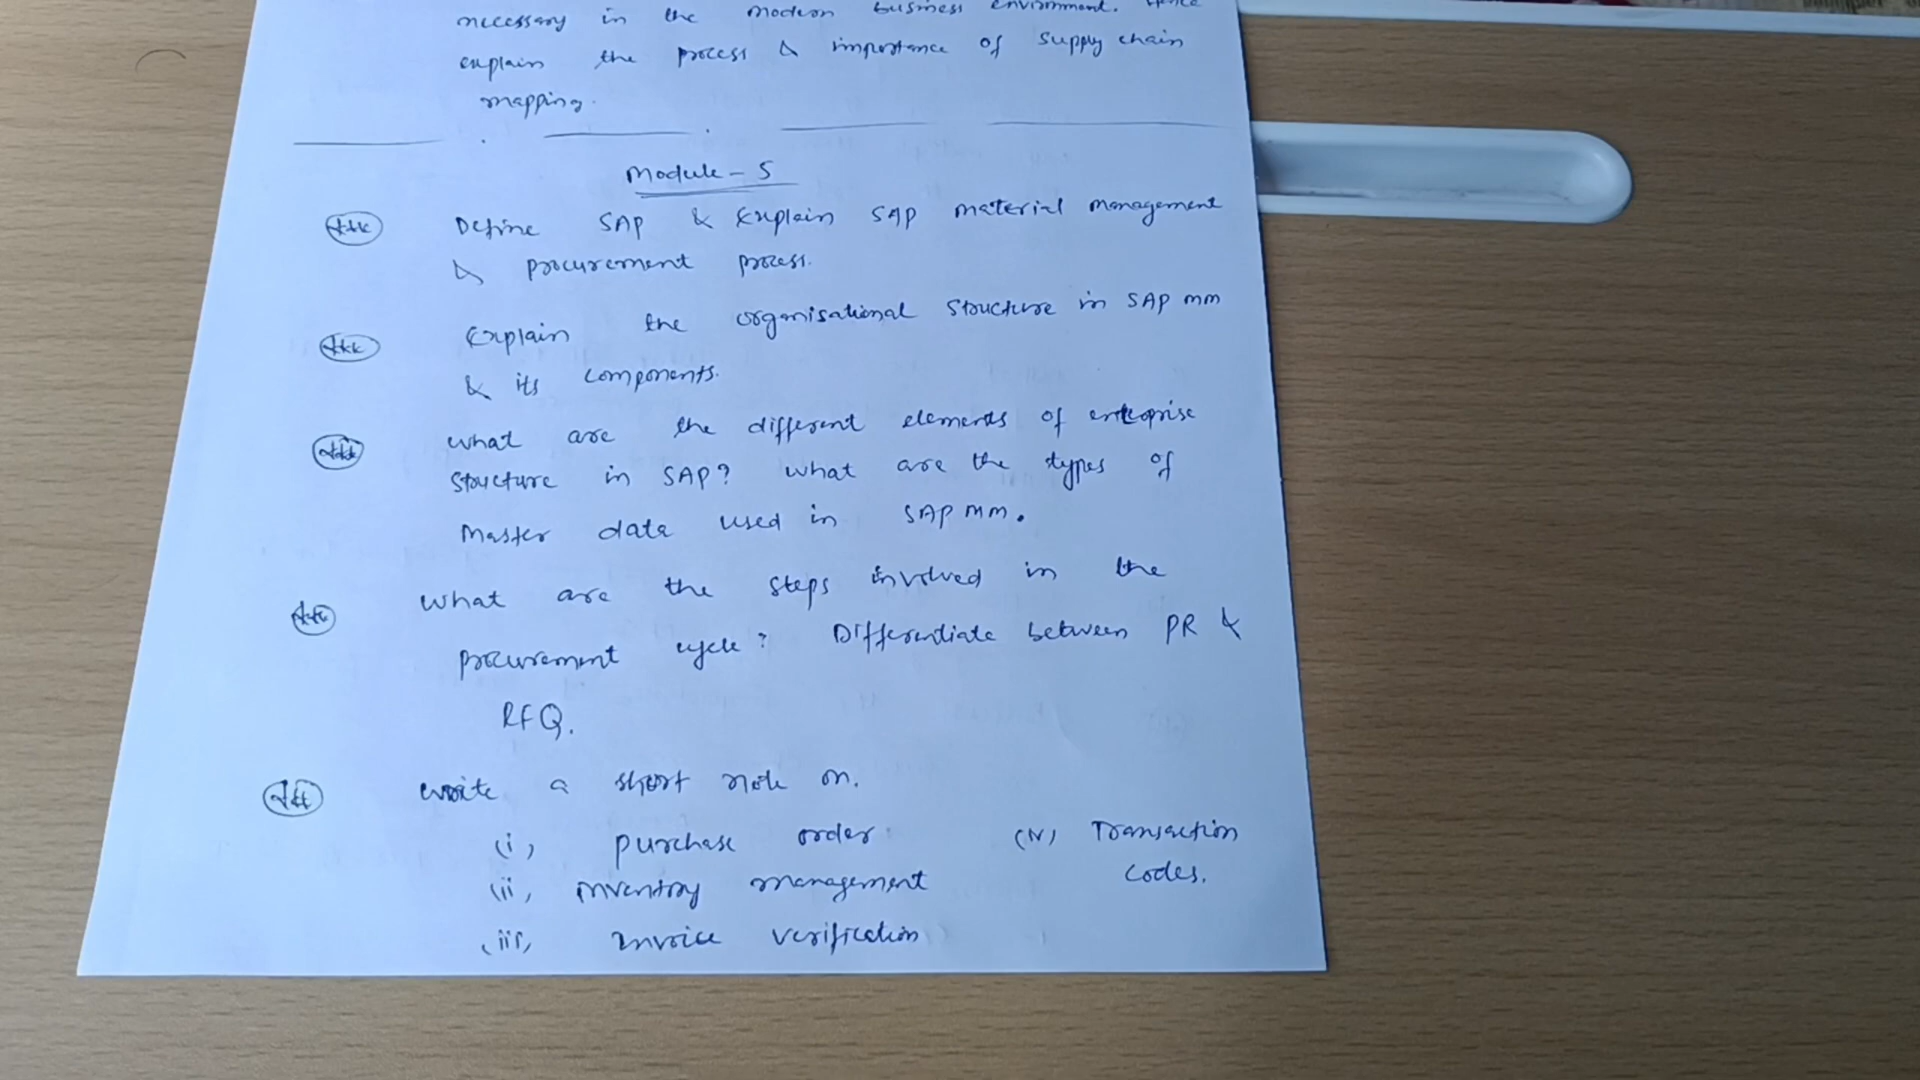 necessary in the modern business environment. Hence
explain the process & importance of supply chain
mapping.
Module - 5
*** Define SAP & Explain SAP material management
& procurement process.
*** Explain the organisational structure in SAP mm
& its components.
*** what are the different elements of enterprise
structure in SAP? what are the types of
Master data used in SAP mm.
*** what are the steps involved in the
procurement cycle? Differentiate between PR &
RFQ.
*** write a short note on.
(i) purchase order (iv) Transaction
codes.
(ii) inventory management
(iii) Invoice verification